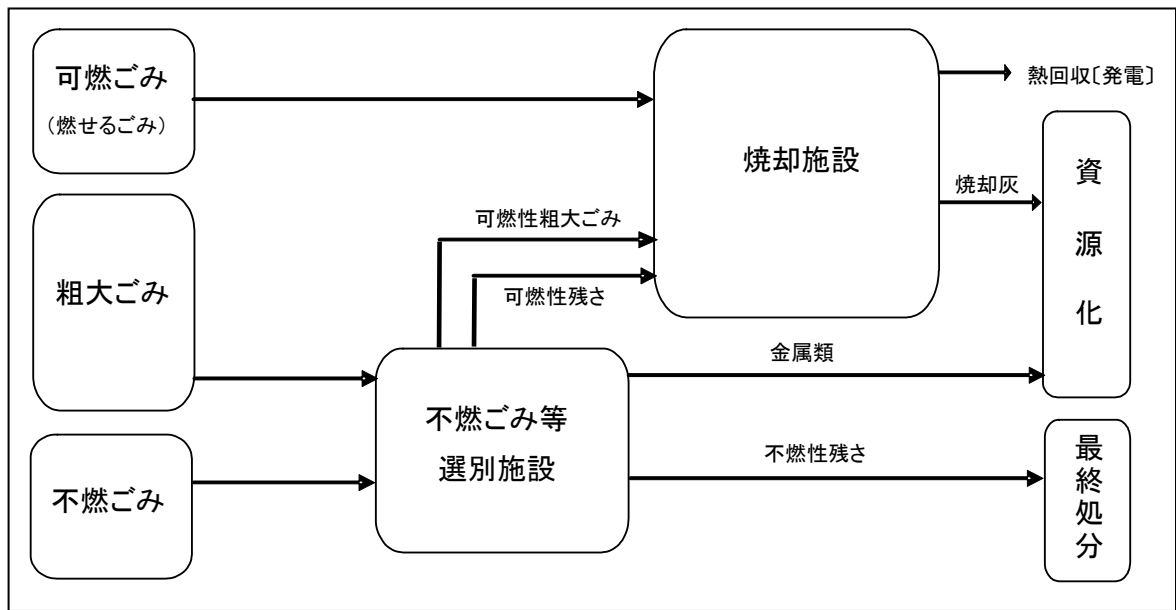 可燃ごみ
(燃せるごみ)
粗大ごみ
不燃ごみ
可燃性粗大ごみ
可燃性残さ
不燃ごみ等
選別施設
焼却施設
熱回収〔発電〕
焼却灰
金属類
不燃性残さ
資源化
最終処分